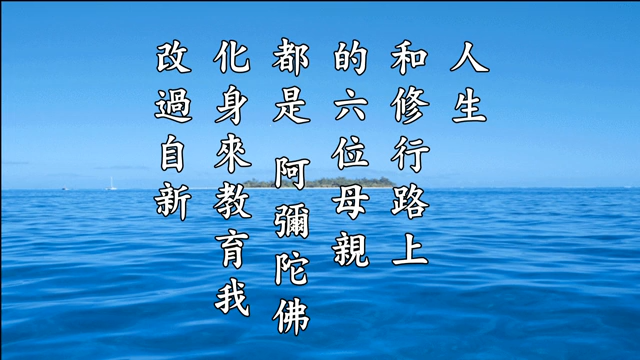 人生
和修行路上
的六位母親
都是 阿彌陀佛
化身來教育我
改過自新